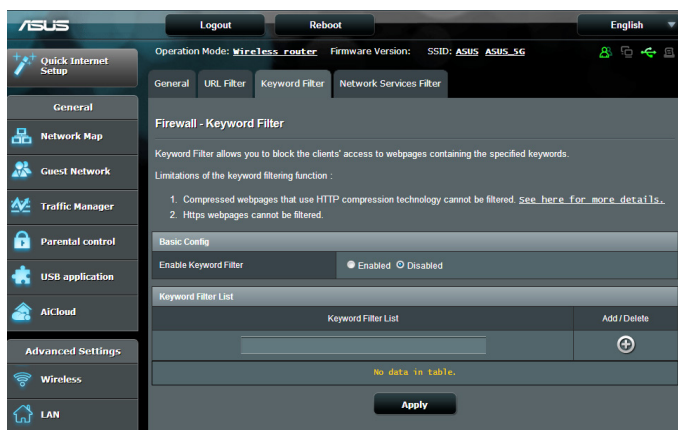 ASUS
Logout
Reboot
English
Quick Internet Setup
Operation Mode: Wireless router Firmware Version: SSID: ASUS ASUS_5G
General
URL Filter
Keyword Filter
Network Services Filter
General
Network Map
Guest Network
Traffic Manager
Parental control
USB application
AiCloud
Advanced Settings
Wireless
LAN
Firewall - Keyword Filter
Keyword Filter allows you to block the clients' access to webpages containing the specified keywords.
Limitations of the keyword filtering function :
1. Compressed webpages that use HTTP compression technology cannot be filtered. See here for more details.
2. Https webpages cannot be filtered.
Basic Config
Enable Keyword Filter
Enabled Disabled
Keyword Filter List
Keyword Filter List
Add / Delete
No data in table.
Apply